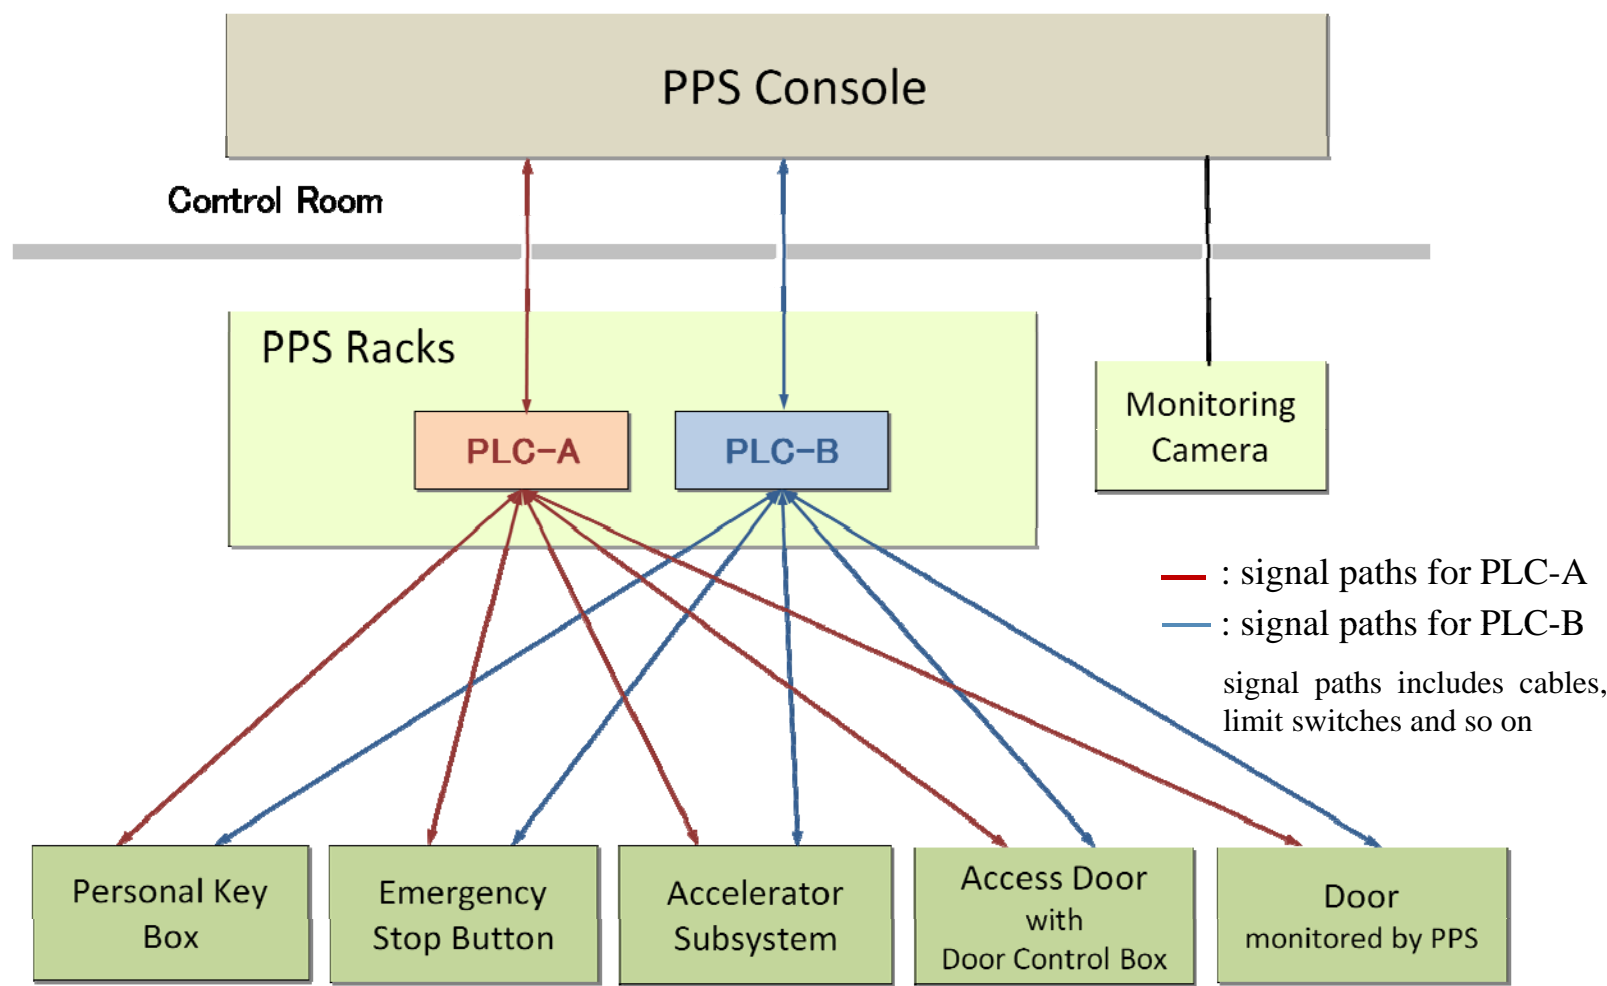 PPS Console
Control Room
PPS Racks
PLC-A
PLC-B
Monitoring
Camera
: signal paths for PLC-A
: signal paths for PLC-B
signal paths includes cables,
limit switches and so on
Personal Key
Box
Emergency
Stop Button
Accelerator
Subsystem
Access Door
with
Door Control Box
Door
monitored by PPS